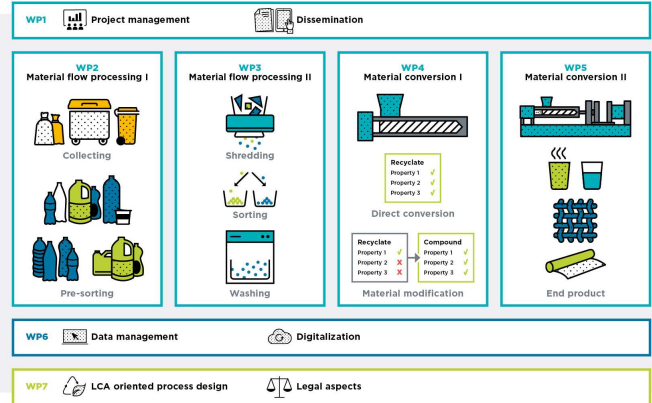 WP1 Project management Dissemination
WP2
Material flow processing I
Collecting
Pre-sorting
WP3
Material flow processing II
Shredding
Sorting
Washing
WP4
Material conversion I
Recyclate
Property 1 ✓
Property 2 ✓
Property 3 ✓
Direct conversion
Recyclate
Property 1 ✓
Property 2 X
Property 3 X
Compound
Property 1 ✓
Property 2 ✓
Property 3 ✓
Material modification
WP5
Material conversion II
End product
WP6 Data management Digitalization
WP7 LCA oriented process design Legal aspects